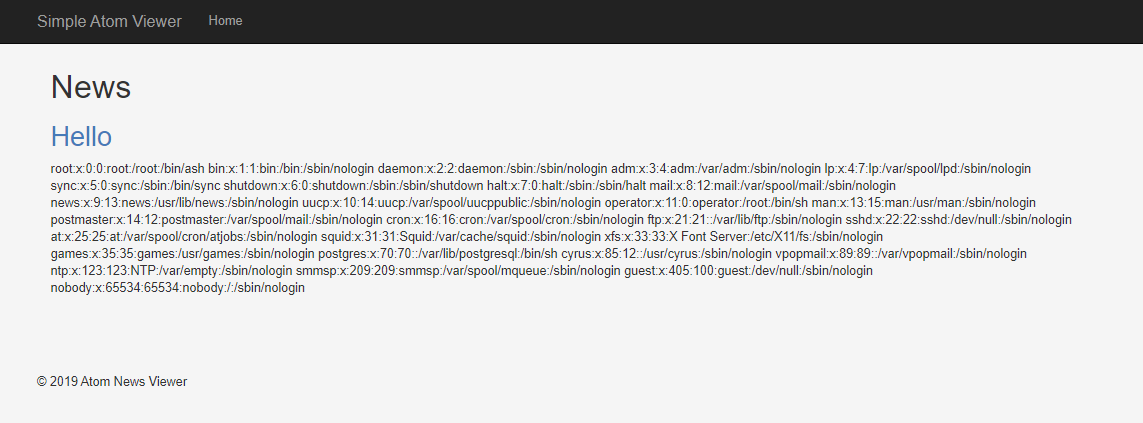 Simple Atom Viewer Home
News
Hello
root:x:0:0:root:/root:/bin/ash bin:x:1:1:bin:/bin:/sbin/nologin daemon:x:2:2:daemon:/sbin:/sbin/nologin adm:x:3:4:adm:/var/adm:/sbin/nologin lp:x:4:7:lp:/var/spool/lpd:/sbin/nologin
sync:x:5:0:sync:/sbin:/bin/sync shutdown:x:6:0:shutdown:/sbin:/sbin/shutdown halt:x:7:0:halt:/sbin:/sbin/halt mail:x:8:12:mail:/var/spool/mail:/sbin/nologin
news:x:9:13:news:/usr/lib/news:/sbin/nologin uucp:x:10:14:uucp:/var/spool/uucppublic:/sbin/nologin operator:x:11:0:operator:/root:/bin/sh man:x:13:15:man:/usr/man:/sbin/nologin
postmaster:x:14:12:postmaster:/var/spool/mail:/sbin/nologin cron:x:16:16:cron:/var/spool/cron:/sbin/nologin ftp:x:21:21::/var/lib/ftp:/sbin/nologin sshd:x:22:22:sshd:/dev/null:/sbin/nologin
at:x:25:25:at:/var/spool/cron/atjobs:/sbin/nologin squid:x:31:31:Squid:/var/cache/squid:/sbin/nologin xfs:x:33:33:X Font Server:/etc/X11/fs:/sbin/nologin
games:x:35:35:games:/usr/games:/sbin/nologin postgres:x:70:70::/var/lib/postgresql:/bin/sh cyrus:x:85:12::/usr/cyrus:/sbin/nologin vpopmail:x:89:89::/var/vpopmail:/sbin/nologin
ntp:x:123:123:NTP:/var/empty:/sbin/nologin smmsp:x:209:209:smmsp:/var/spool/mqueue:/sbin/nologin guest:x:405:100:guest:/dev/null:/sbin/nologin
nobody:x:65534:65534:nobody:/:/sbin/nologin
© 2019 Atom News Viewer